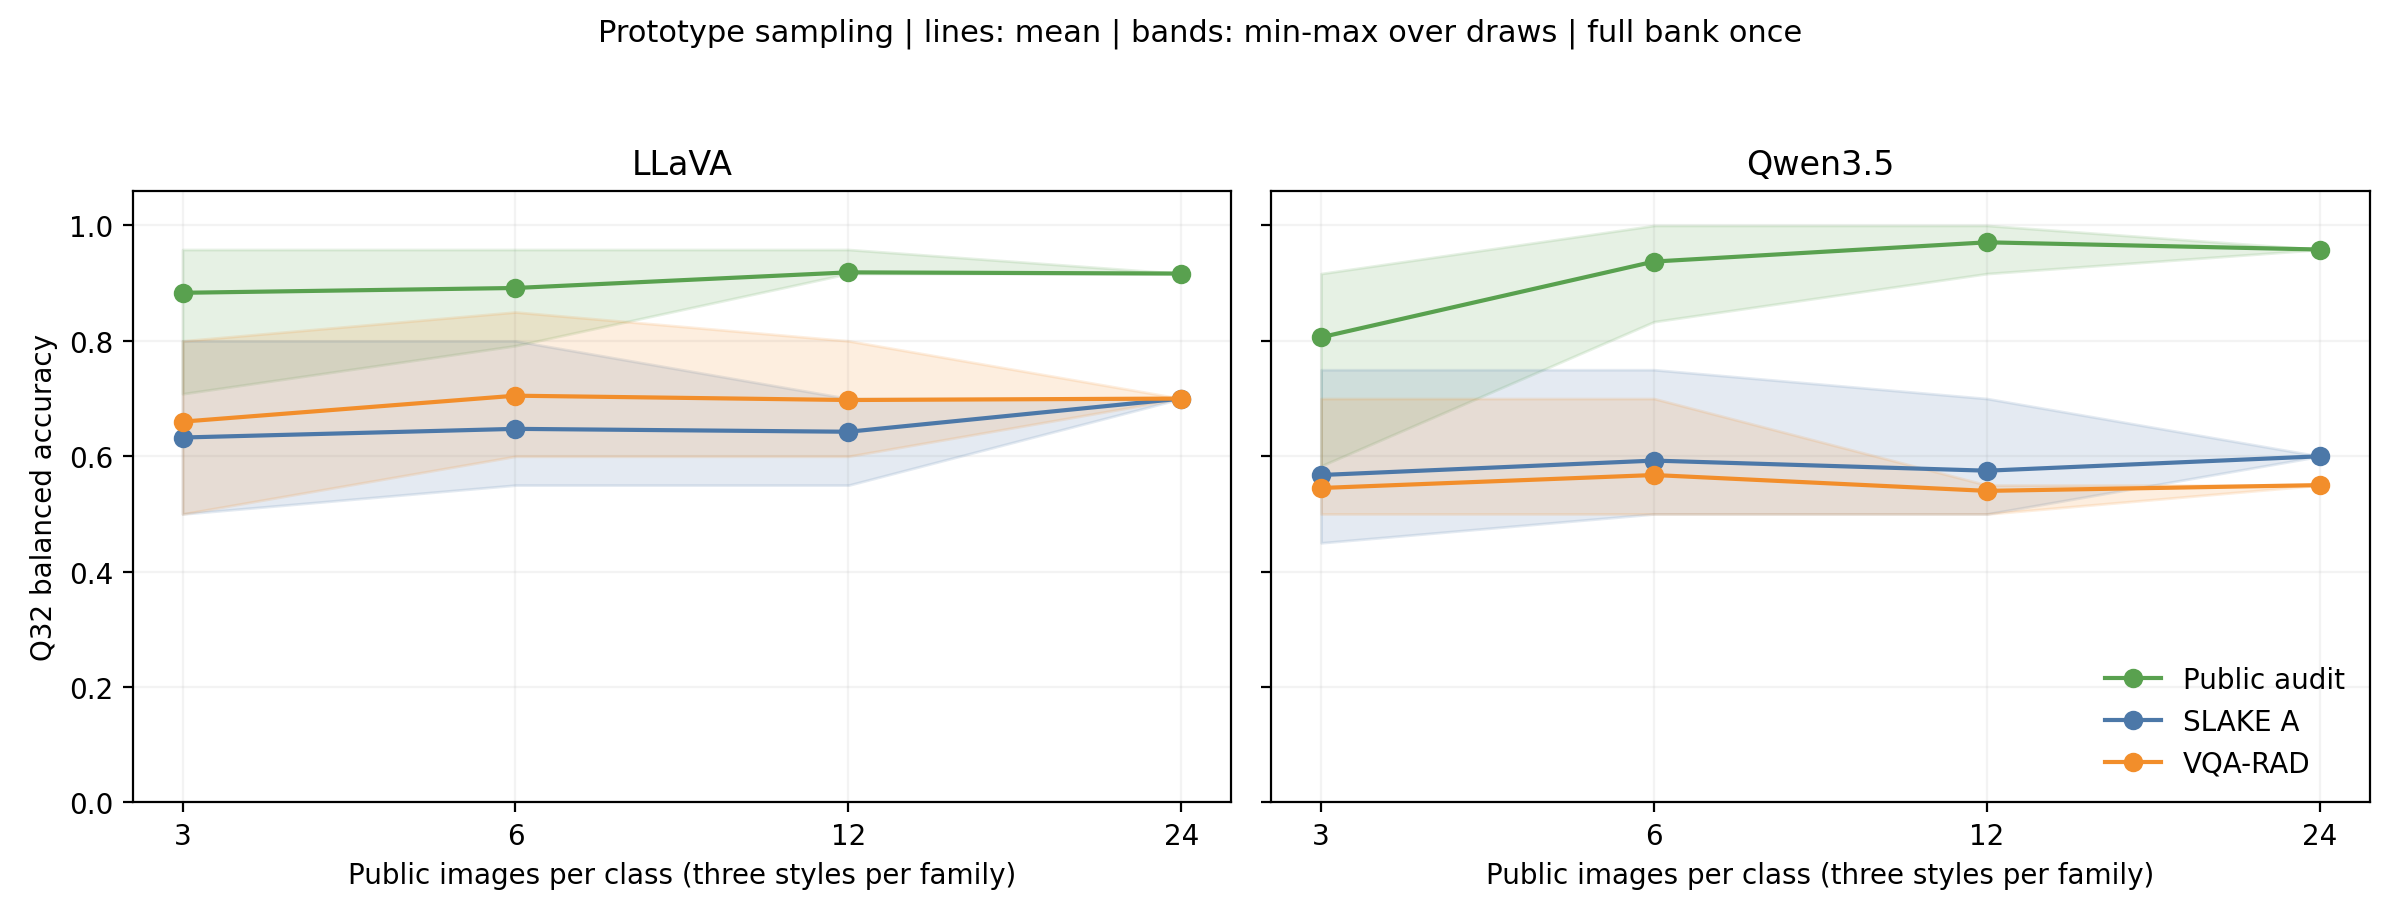 Prototype sampling | lines: mean | bands: min-max over draws | full bank once
LLaVA
Q32 balanced accuracy
1.0
0.8
0.6
0.4
0.2
0.0
3 6 12 24
Public images per class (three styles per family)
Qwen3.5
Public audit
SLAKE A
VQA-RAD
3 6 12 24
Public images per class (three styles per family)